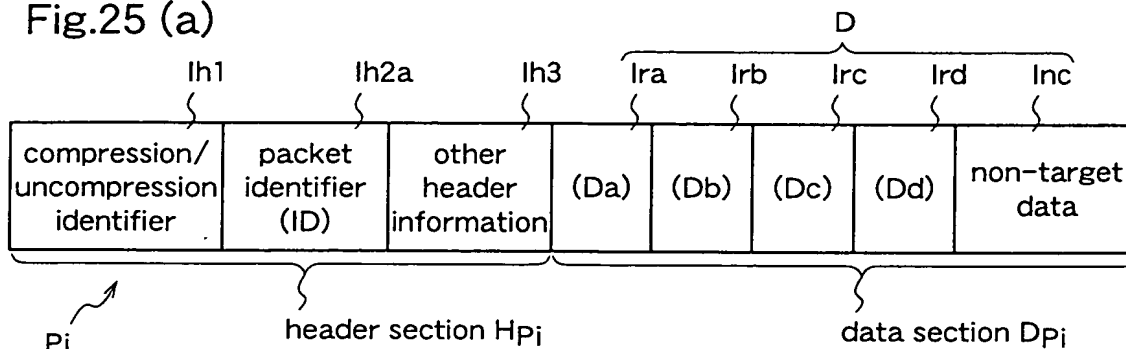 Fig.25 (a)
D
Ih1 Ih2a Ih3 Ira Irb Irc Ird Inc
compression/
uncompression
identifier
packet
identifier
(ID)
other
header
information
(Da)
(Db)
(Dc)
(Dd)
non-target
data
Pi
header section HPi
data section DPi